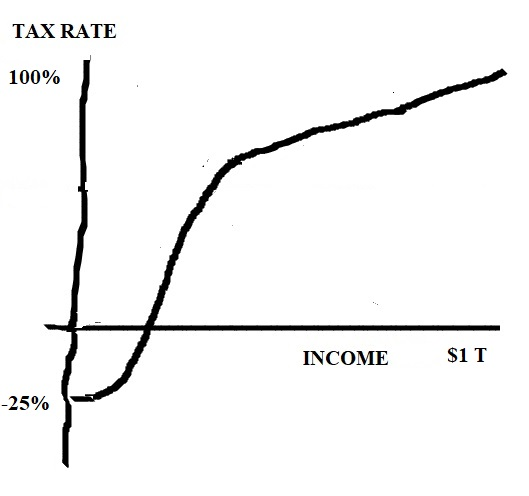 TAX RATE
100%
INCOME
$1 T
-25%